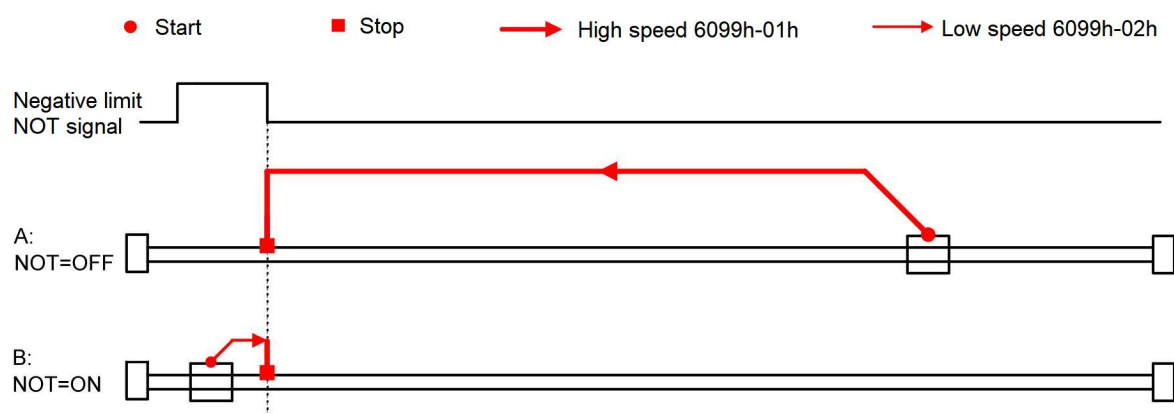 Start
Stop
High speed 6099h-01h
Low speed 6099h-02h
Negative limit
NOT signal
A:
NOT=OFF
B:
NOT=ON